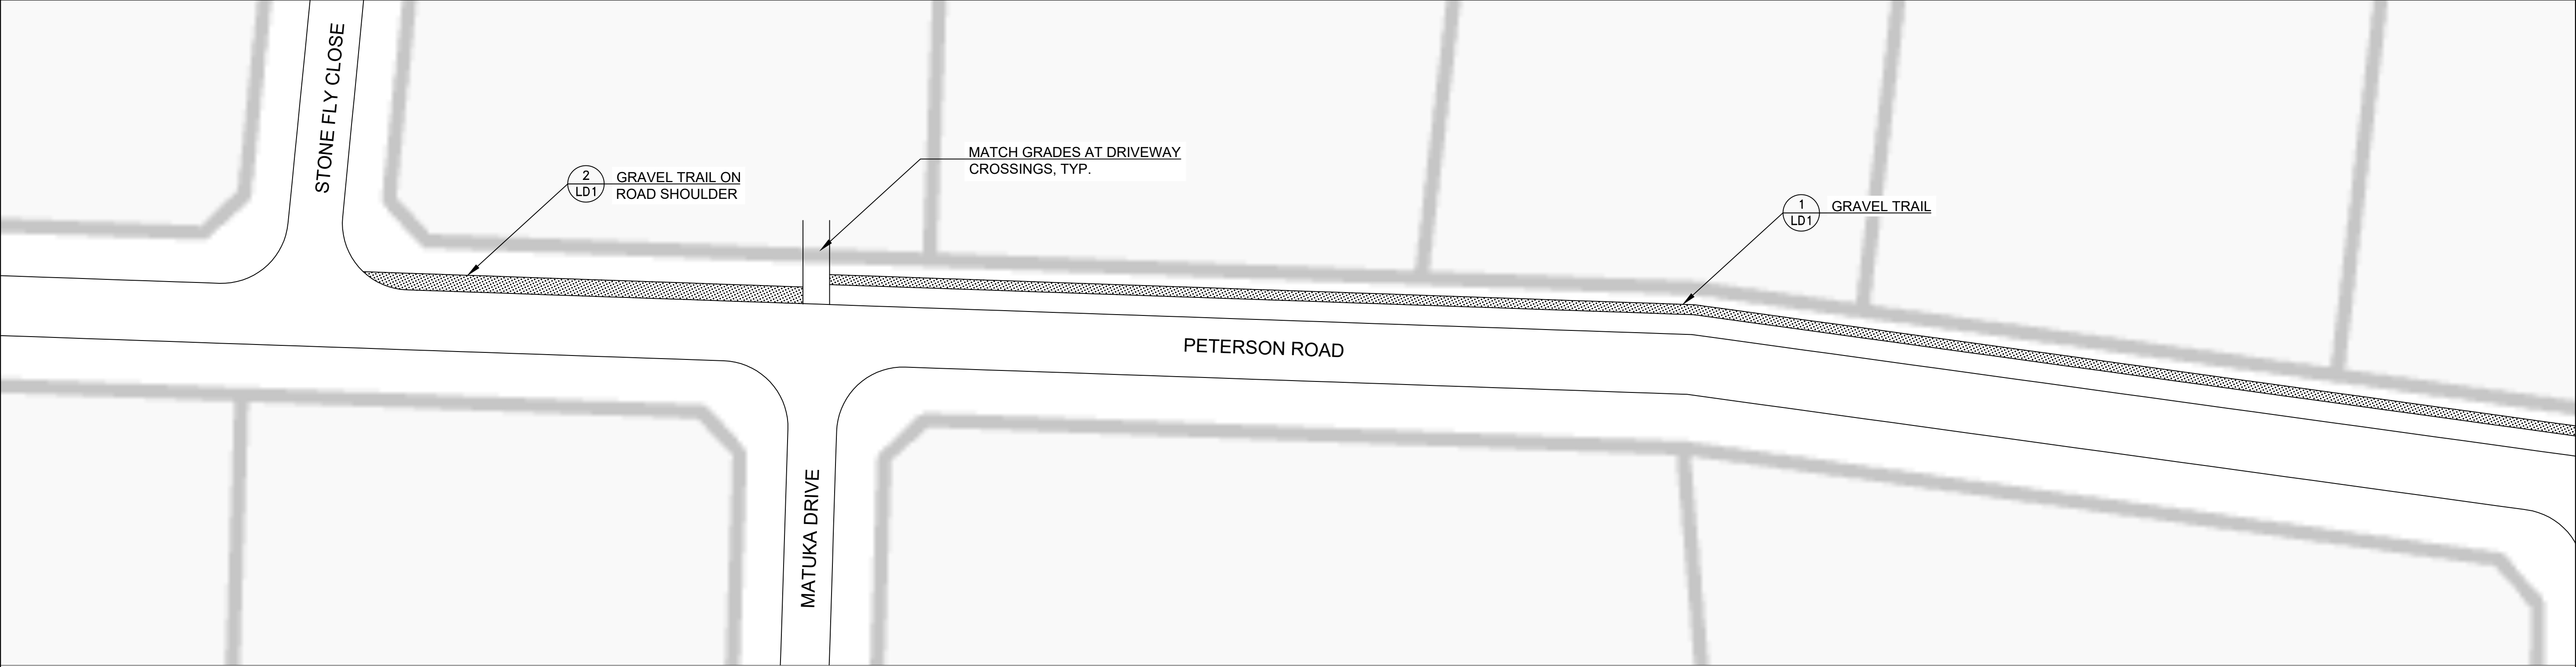 STONE FLY CLOSE
MATCH GRADES AT DRIVEWAY
CROSSINGS, TYP.
2
LD1
GRAVEL TRAIL ON
ROAD SHOULDER
1
LD1
GRAVEL TRAIL
PETERSON ROAD
MATUKA DRIVE